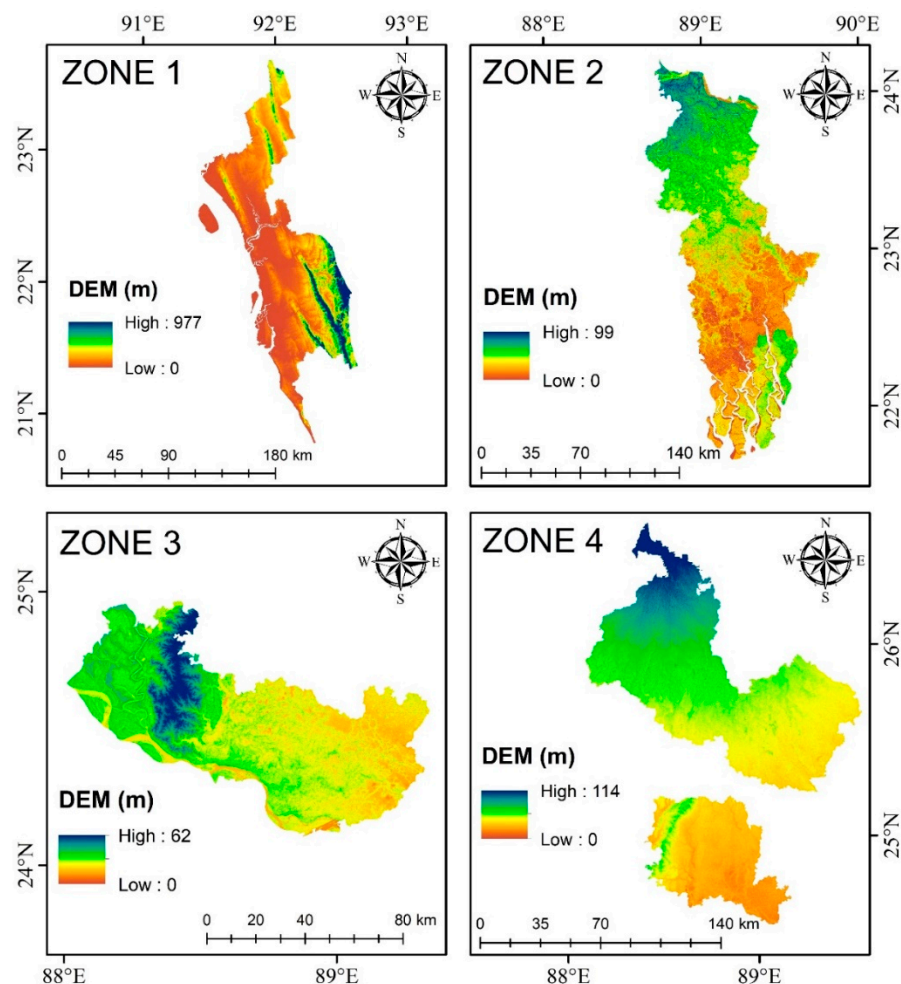 91°E 92°E 93°E
88°E 89°E 90°E
ZONE 1
N
W E
S
23°N
22°N
21°N
DEM (m)
High : 977
Low : 0
0 45 90 180 km
ZONE 2
N
W E
S
24°N
23°N
22°N
DEM (m)
High : 99
Low : 0
0 35 70 140 km
ZONE 3
N
W E
S
25°N
24°N
DEM (m)
High : 62
Low : 0
0 20 40 80 km
88°E 89°E
ZONE 4
N
W E
S
26°N
25°N
DEM (m)
High : 114
Low : 0
0 35 70 140 km
88°E 89°E